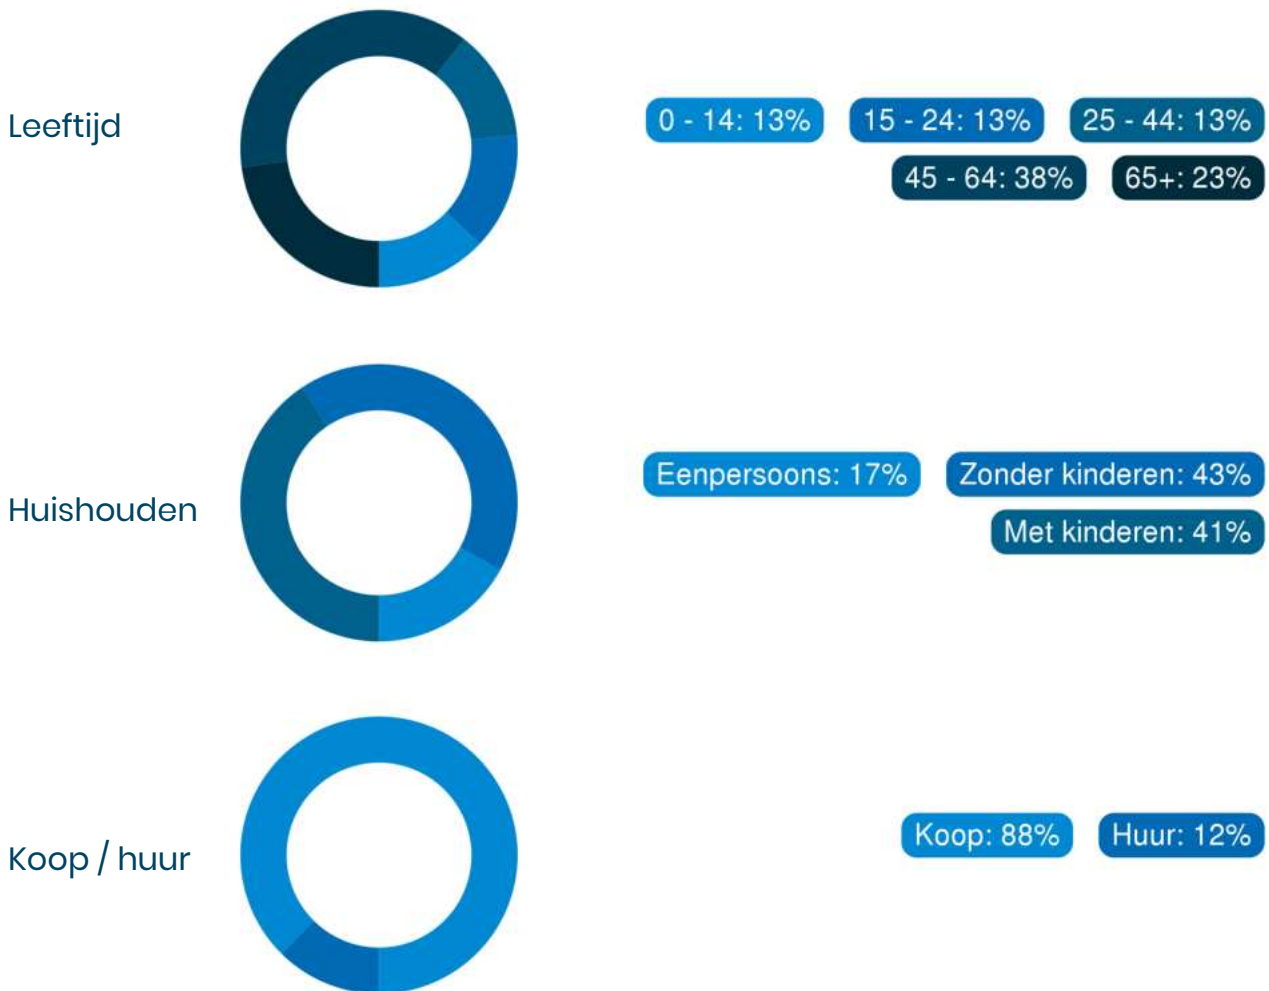 Leeftijd
0 - 14: 13% 15 - 24: 13% 25 - 44: 13%
45 - 64: 38% 65+: 23%
Huishouden
Eenpersoons: 17% Zonder kinderen: 43%
Met kinderen: 41%
Koop / huur
Koop: 88% Huur: 12%